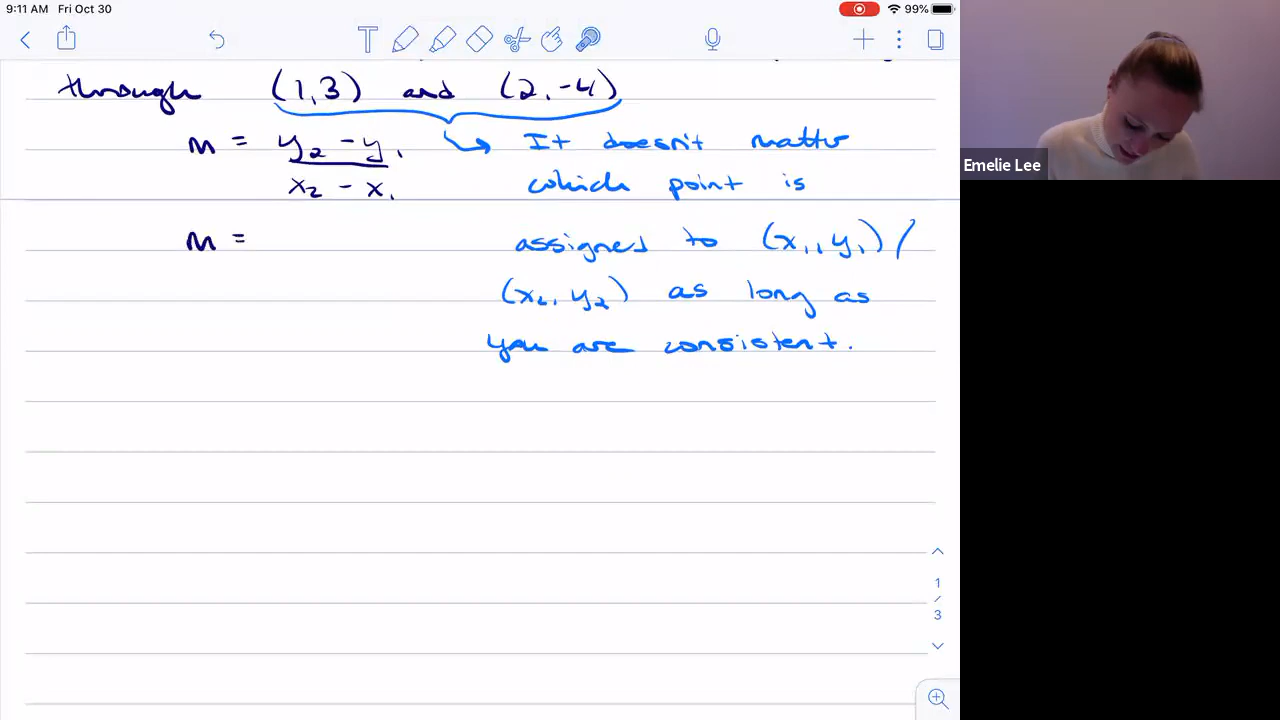 9:11 AM Fri Oct 30
99%
through (1,3) and (2,-4)
m = y₂ - y₁ It doesn't matter
x₂ - x₁ which point is
m = assigned to (x₁, y₁) /
(x₂, y₂) as long as
you are consistent.
Emelie Lee
1
/
3